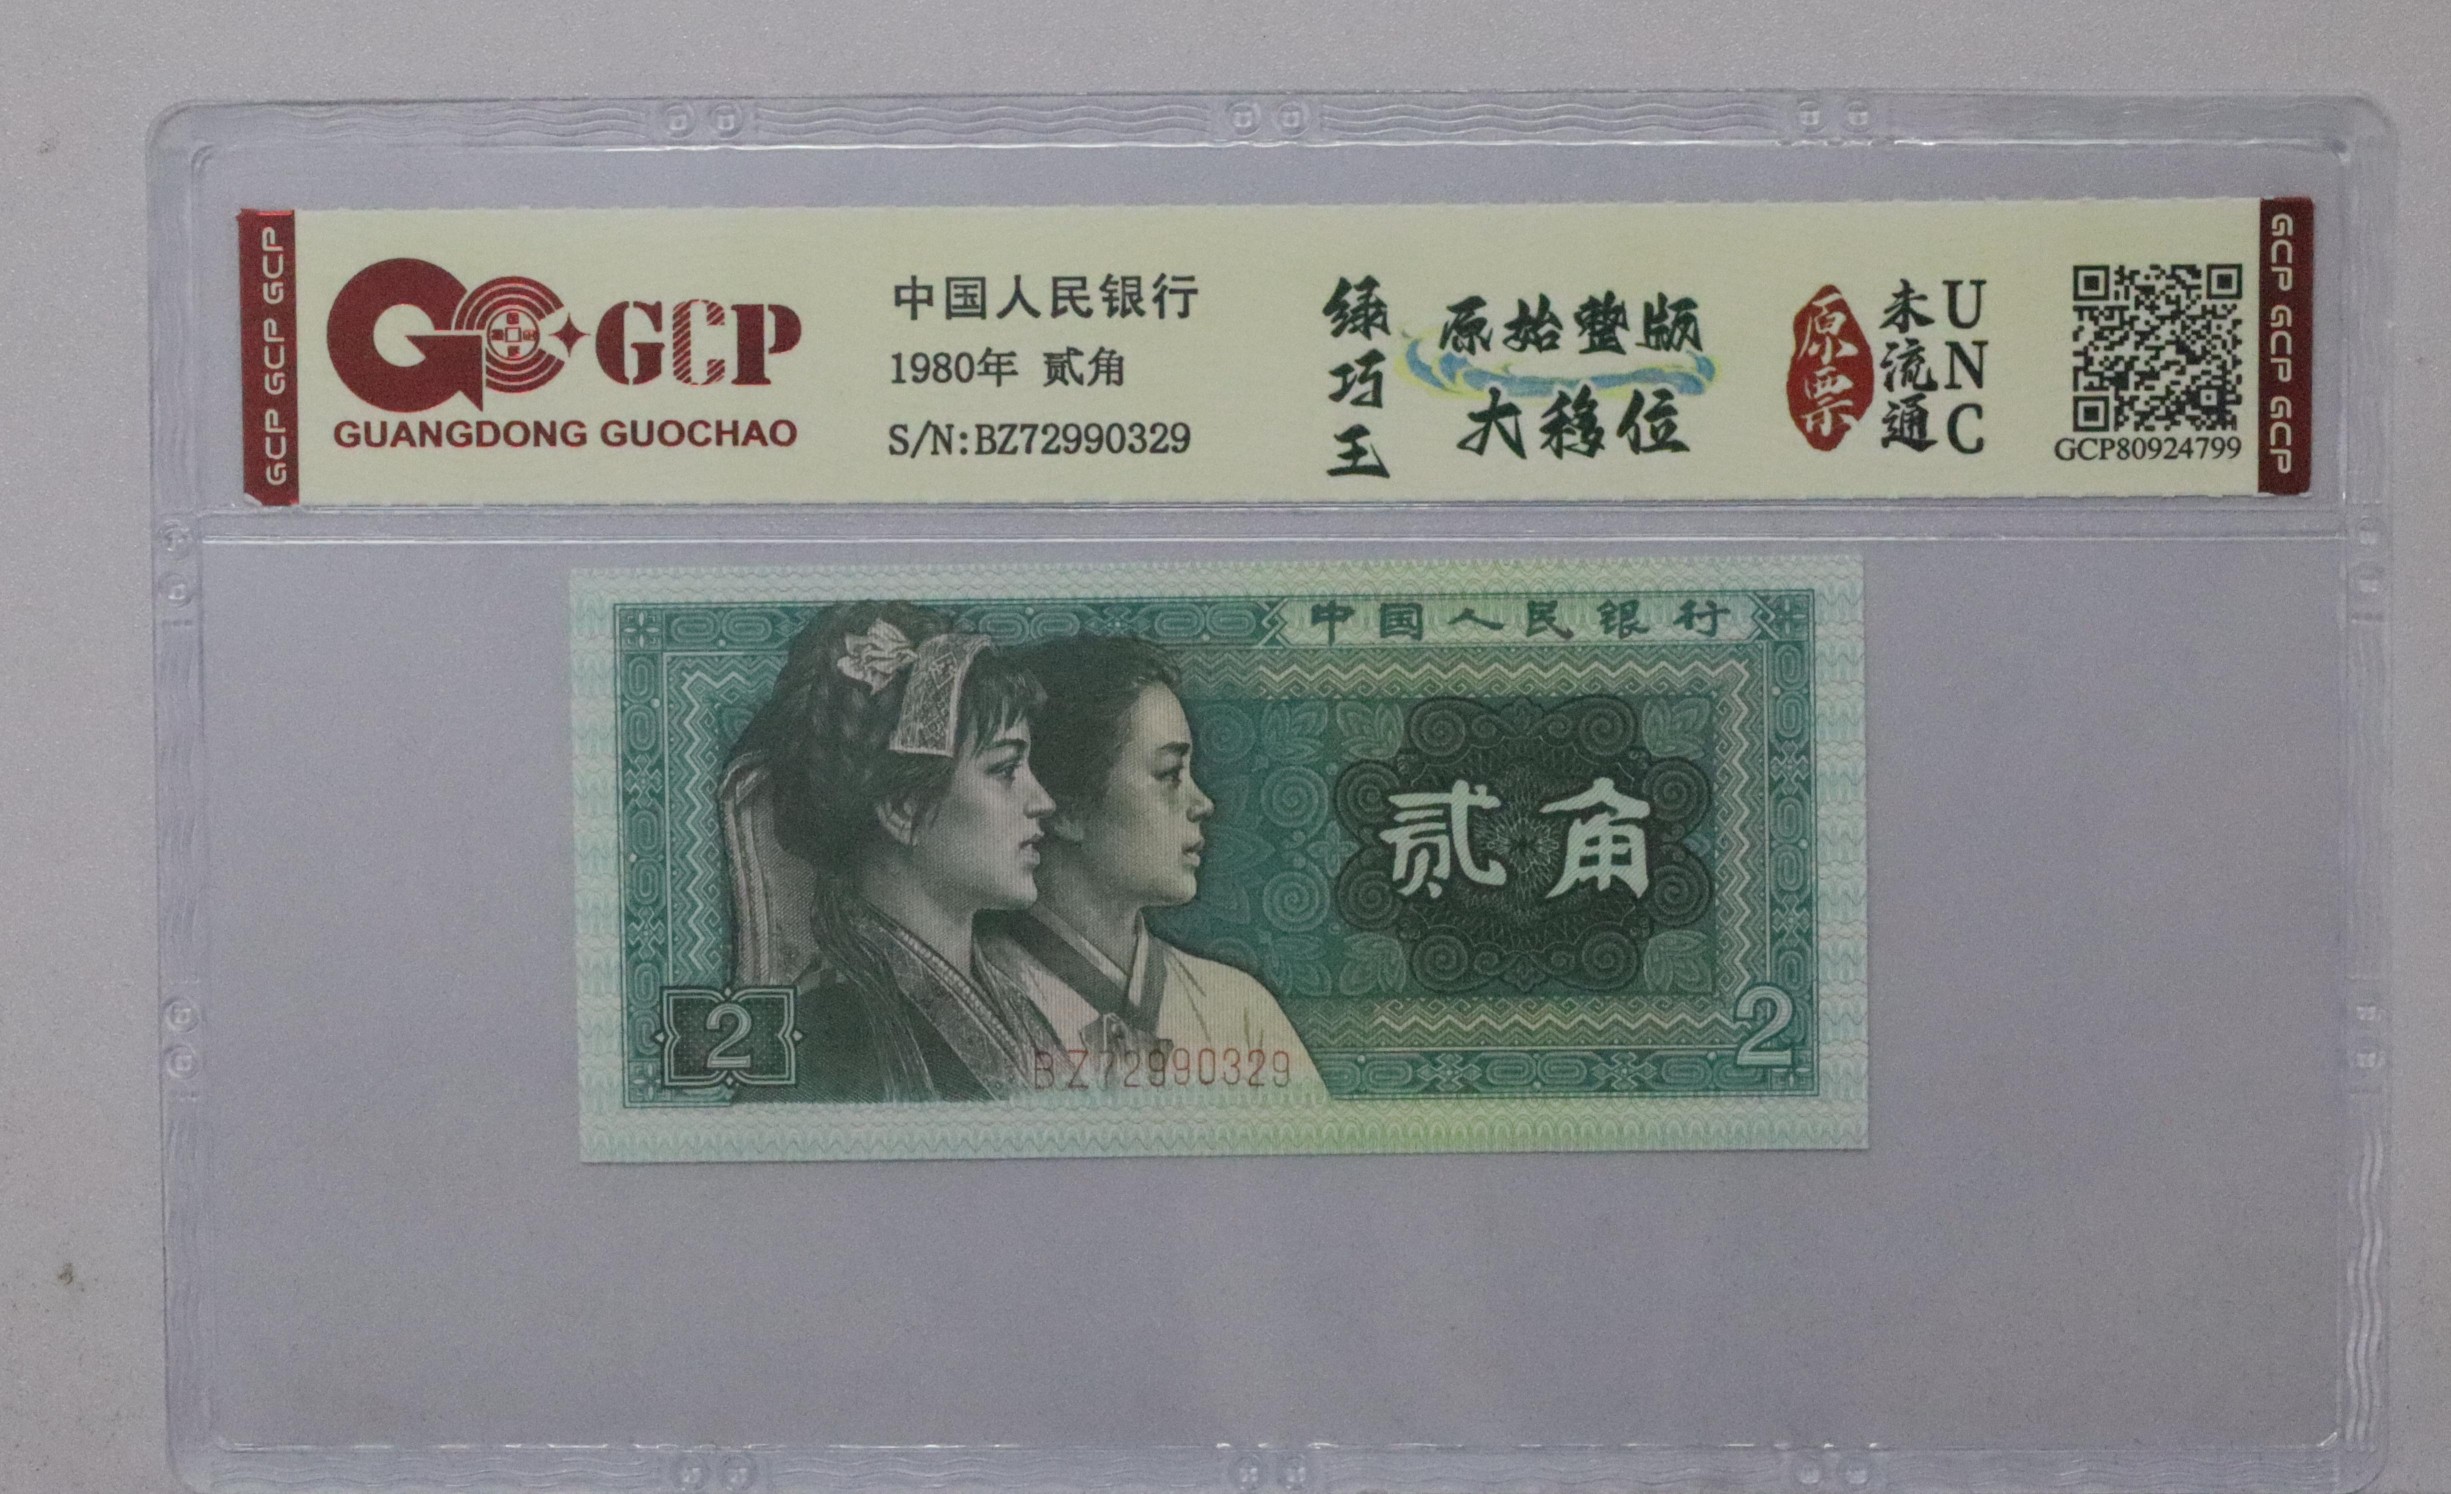 GCP GCP GCP
GCP
GUANGDONG GUOCHAO
中国人民银行
1980年 贰角
S/N:BZ72990329
绿巧王
原始整版
大移位
原票
未流通
UNC
GCP80924799
GCP GCP GCP
中国人民银行
贰角
2
2
BZ72990329